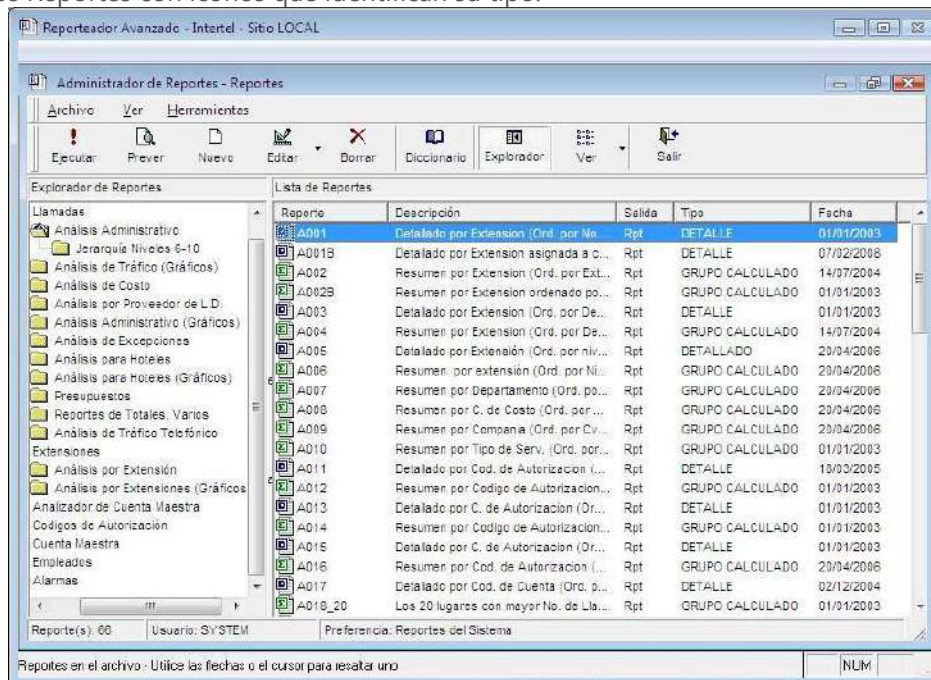 es Reportes con iconos que identifican su tipo.
Reporteador Avanzado - Intertel - Sitio LOCAL
Administrador de Reportes - Reportes
Archivo Ver Herramientas
Ejecutar Prever Nuevo Editar Borrar Diccionario Explorador Ver Salir
Explorador de Reportes Lista de Reportes
Llamadas
Análisis Administrativo
Jerarquía Niveles 6-10
Análisis de Tráfico (Gráficos)
Análisis de Costo
Análisis por Proveedor de L.D.
Análisis Administrativo (Gráficos)
Análisis de Excepciones
Análisis para Hoteles
Análisis para Hoteles (Gráficos)
Presupuestos
Reportes de Totales, Varios
Análisis de Tráfico Telefónico
Extensiones
Análisis por Extensión
Análisis por Extensiones (Gráficos
Analizador de Cuenta Maestra
Codigos de Autorización
Cuenta Maestra
Empleados
Alarmas
Reporte Descripción Salida Tipo Fecha
A001 Detallado por Extension (Ord. por No... Rpt DETALLE 01/01/2003
A001B Detallado por Extension asignada a c... Rpt DETALLE 07/02/2008
A002 Resumen por Extension (Ord. por Ext... Rpt GRUPO CALCULADO 14/07/2004
A002B Resumen por Extension ordenado po... Rpt GRUPO CALCULADO 01/01/2003
A003 Detallado por Extension (Ord. por De... Rpt DETALLE 01/01/2003
A004 Resumen por Extension (Ord. por De... Rpt GRUPO CALCULADO 14/07/2004
A005 Detallado por Extensión (Ord. por niv... Rpt DETALLADO 20/04/2006
A006 Resumen por extensión (Ord. por Ni... Rpt GRUPO CALCULADO 20/04/2006
A007 Resumen por Departamento (Ord. po... Rpt GRUPO CALCULADO 20/04/2006
A008 Resumen por C. de Costo (Ord. por ... Rpt GRUPO CALCULADO 20/04/2006
A009 Resumen por Compania (Ord. por Cv... Rpt GRUPO CALCULADO 20/04/2006
A010 Resumen por Tipo de Serv. (Ord. por... Rpt GRUPO CALCULADO 01/01/2003
A011 Detallado por Cod. de Autorizacion (... Rpt DETALLE 18/03/2005
A012 Resumen por Codigo de Autorizacion... Rpt GRUPO CALCULADO 01/01/2003
A013 Detallado por C. de Autorizacion (Or... Rpt DETALLE 01/01/2003
A014 Resumen por Codigo de Autorizacion... Rpt GRUPO CALCULADO 01/01/2003
A015 Detallado por C. de Autorizacion (Or... Rpt DETALLE 01/01/2003
A016 Resumen por Cod. de Autorizacion (... Rpt GRUPO CALCULADO 20/04/2006
A017 Detallado por Cod. de Cuenta (Ord. p... Rpt DETALLE 02/12/2004
A018_20 Los 20 lugares con mayor No. de Lla... Rpt GRUPO CALCULADO 01/01/2003
Reporte(s): 66 Usuario: SYSTEM Preferencia: Reportes del Sistema
Reportes en el archivo - Utilice las flechas o el cursor para resaltar uno NUM